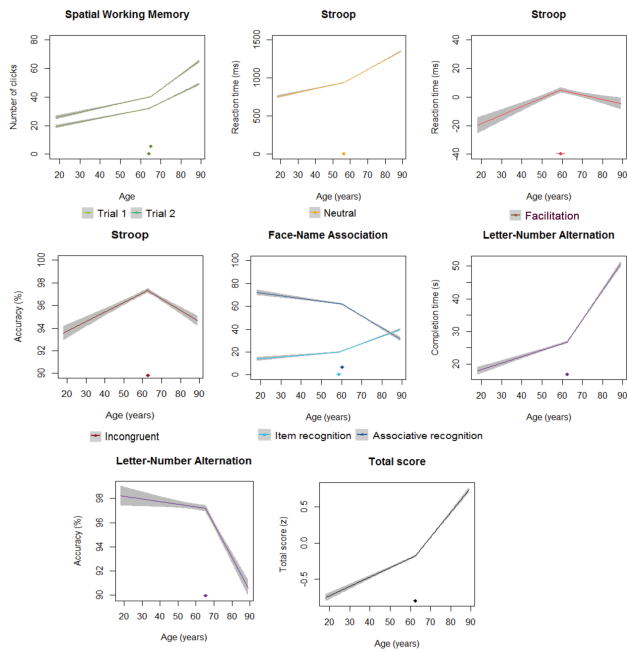 Spatial Working Memory
Number of clicks
80
60
40
20
0
20 30 40 50 60 70 80 90
Age
Trial 1 Trial 2
Stroop
Reaction time (ms)
1500
1000
500
0
20 30 40 50 60 70 80 90
Age (years)
Neutral
Stroop
Reaction time (ms)
40
20
0
-20
-40
20 30 40 50 60 70 80 90
Age (years)
Facilitation
Stroop
Accuracy (%)
100
98
96
94
92
90
20 30 40 50 60 70 80 90
Age (years)
Incongruent
Face-Name Association
100
80
60
40
20
0
20 30 40 50 60 70 80 90
Age (years)
Item recognition Associative recognition
Letter-Number Alternation
Completion time (s)
50
40
30
20
20 30 40 50 60 70 80 90
Age (years)
Letter-Number Alternation
Accuracy (%)
98
96
94
92
90
20 30 40 50 60 70 80 90
Age (years)
Total score
Total score (z)
0.5
0.0
-0.5
20 30 40 50 60 70 80 90
Age (years)